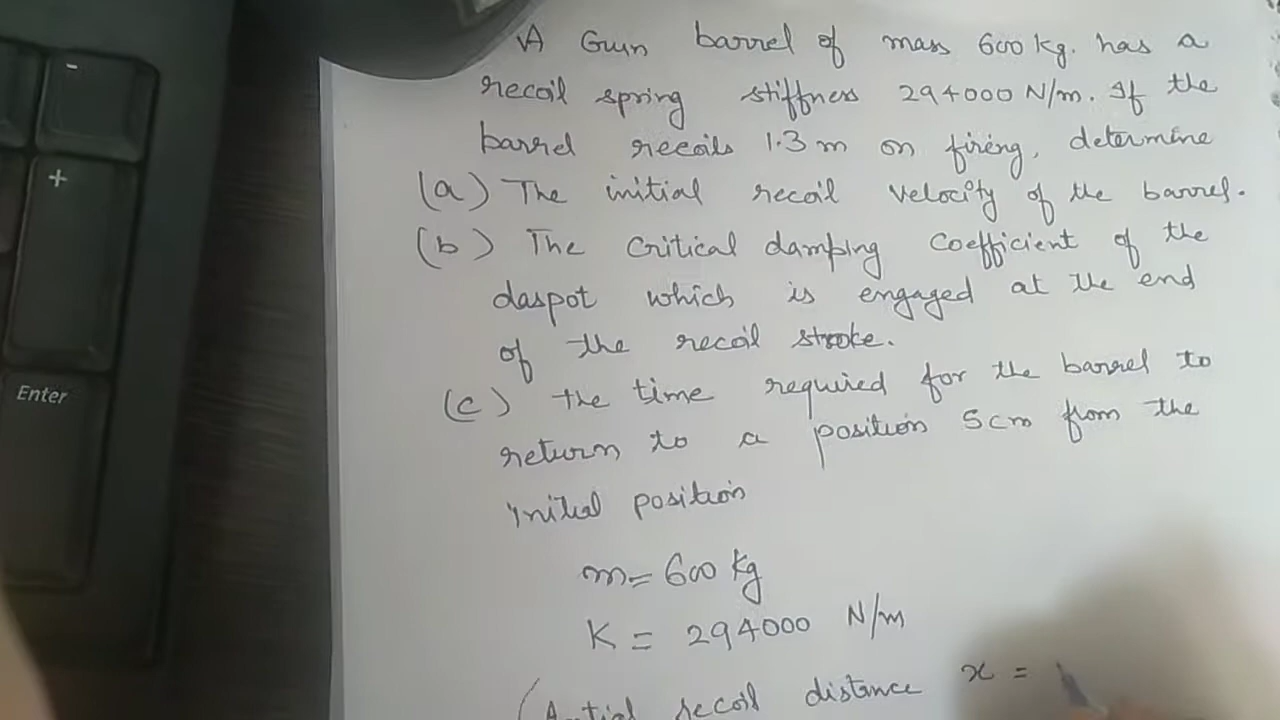 -
+
Enter
A Gun barrel of mass 600 kg. has a
recoil spring stiffness 294000 N/m. If the
barrel recoils 1.3 m on firing, determine
(a) The initial recoil velocity of the barrel.
(b) The critical damping coefficient of the
daspot which is engaged at the end
of the recoil stroke.
(c) the time required for the barrel to
return to a position 5cm from the
initial position
m = 600 kg
K = 294000 N/m
recoil distance x =